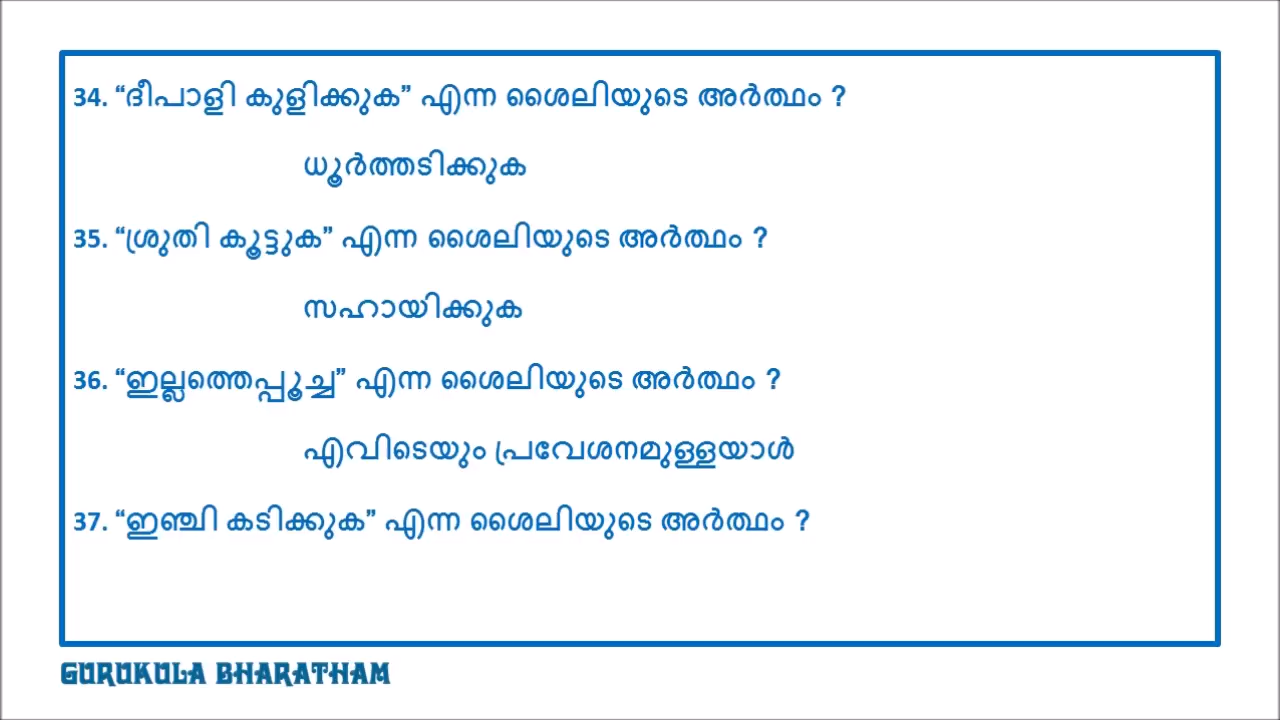 34. “ദീപാളി കുളിക്കുക” എന്ന ശൈലിയുടെ അർത്ഥം ?
ധൂർത്തടിക്കുക
35. “ശ്രുതി കൂട്ടുക” എന്ന ശൈലിയുടെ അർത്ഥം ?
സഹായിക്കുക
36. “ഇല്ലത്തെപ്പൂച്ച” എന്ന ശൈലിയുടെ അർത്ഥം ?
എവിടെയും പ്രവേശനമുള്ളയാൾ
37. “ഇഞ്ചി കടിക്കുക” എന്ന ശൈലിയുടെ അർത്ഥം ?
GURUKULA BHARATHAM